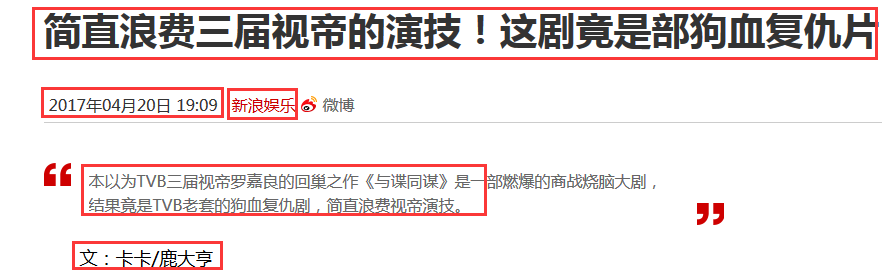 简直浪费三届视帝的演技！这剧竟是部狗血复仇片
2017年04月20日 19:09 新浪娱乐 微博
本以为TVB三届视帝罗嘉良的回巢之作《与谍同谋》是一部燃爆的商战烧脑大剧，
结果竟是TVB老套的狗血复仇剧，简直浪费视帝演技。
文：卡卡/鹿大亨